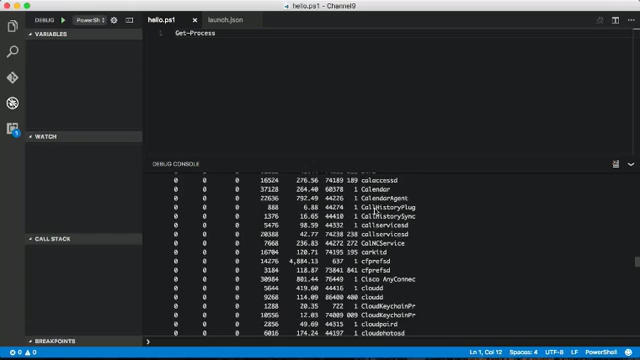 hello.ps1 — Channel9
DEBUG PowerSh
hello.ps1 launch.json
VARIABLES
1 Get-Process
WATCH
CALL STACK
BREAKPOINTS
DEBUG CONSOLE
0 0 0 16524 276.56 74189 189 calaccessd
0 0 0 37128 264.40 60378 1 Calendar
0 0 0 22636 792.49 44226 1 CalendarAgent
0 0 0 888 6.88 44274 1 CallHistoryPlug
0 0 0 1376 16.65 44410 1 CallHistorySync
0 0 0 5476 98.59 44332 1 callservicesd
0 0 0 20388 42.77 74238 238 callservicesd
0 0 0 7668 236.83 44272 272 CalNCService
0 0 0 16704 120.71 44235 1 carkitd
0 0 0 14276 4,884.13 637 1 cfprefsd
0 0 0 3184 118.87 73841 841 cfprefsd
0 0 0 30984 801.44 76449 1 Cisco AnyConnec
0 0 0 5644 419.60 44416 1 cloudd
0 0 0 9268 114.09 86400 400 cloudd
0 0 0 1288 20.35 722 1 CloudKeychainPr
0 0 0 10556 12.03 74009 009 CloudKeychainPr
0 0 0 2856 49.69 44315 1 cloudpaird
0 0 0 6016 174.24 44197 1 cloudphotosd
0 0 Ln 1, Col 12 Spaces: 4 UTF-8 LF PowerShell